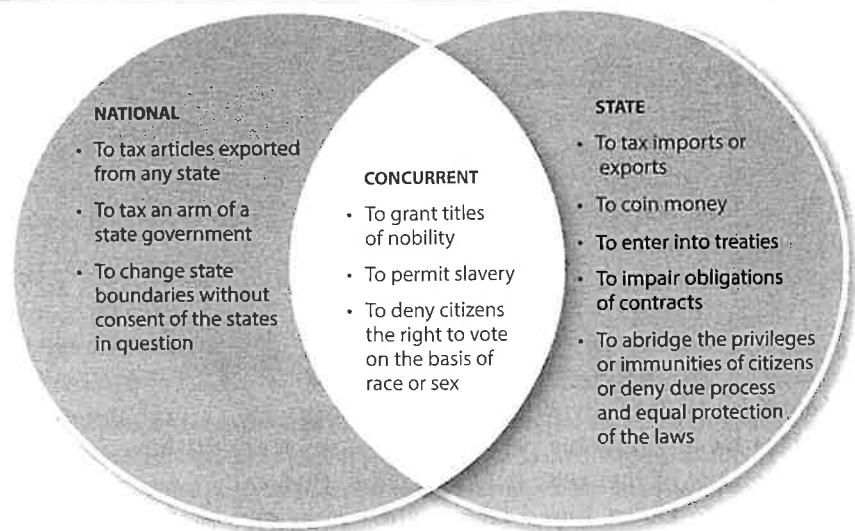 NATIONAL
• To tax articles exported
from any state
• To tax an arm of a
state government
• To change state
boundaries without
consent of the states
in question
CONCURRENT
• To grant titles
of nobility
• To permit slavery
• To deny citizens
the right to vote
on the basis of
race or sex
STATE
• To tax imports or
exports
• To coin money
• To enter into treaties
• To impair obligations
of contracts
• To abridge the privileges
or immunities of citizens
or deny due process
and equal protection
of the laws